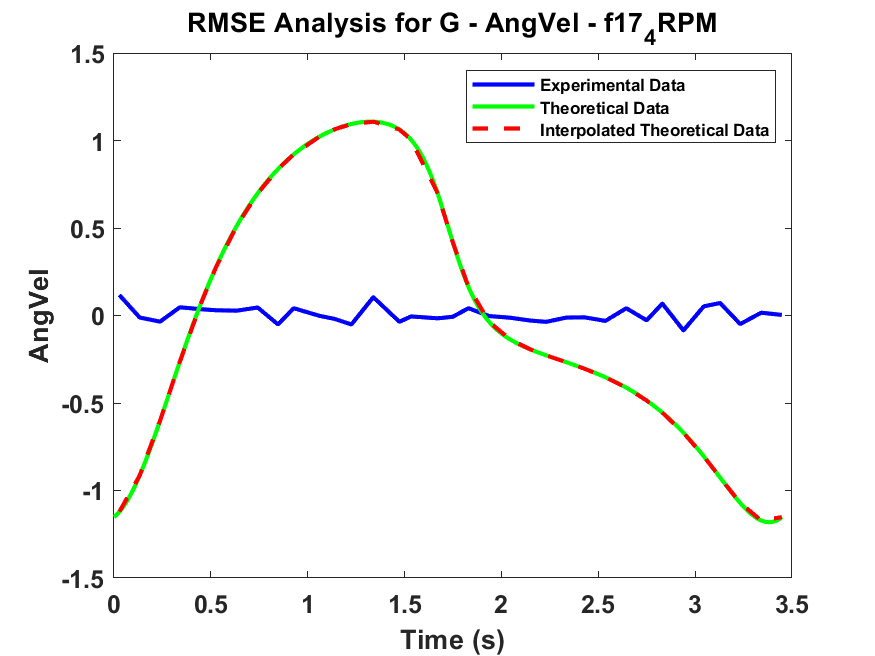 RMSE Analysis for G - AngVel - f17₄RPM
Experimental Data
Theoretical Data
Interpolated Theoretical Data
1.5
1
0.5
0
-0.5
-1
-1.5
AngVel
0 0.5 1 1.5 2 2.5 3 3.5
Time (s)